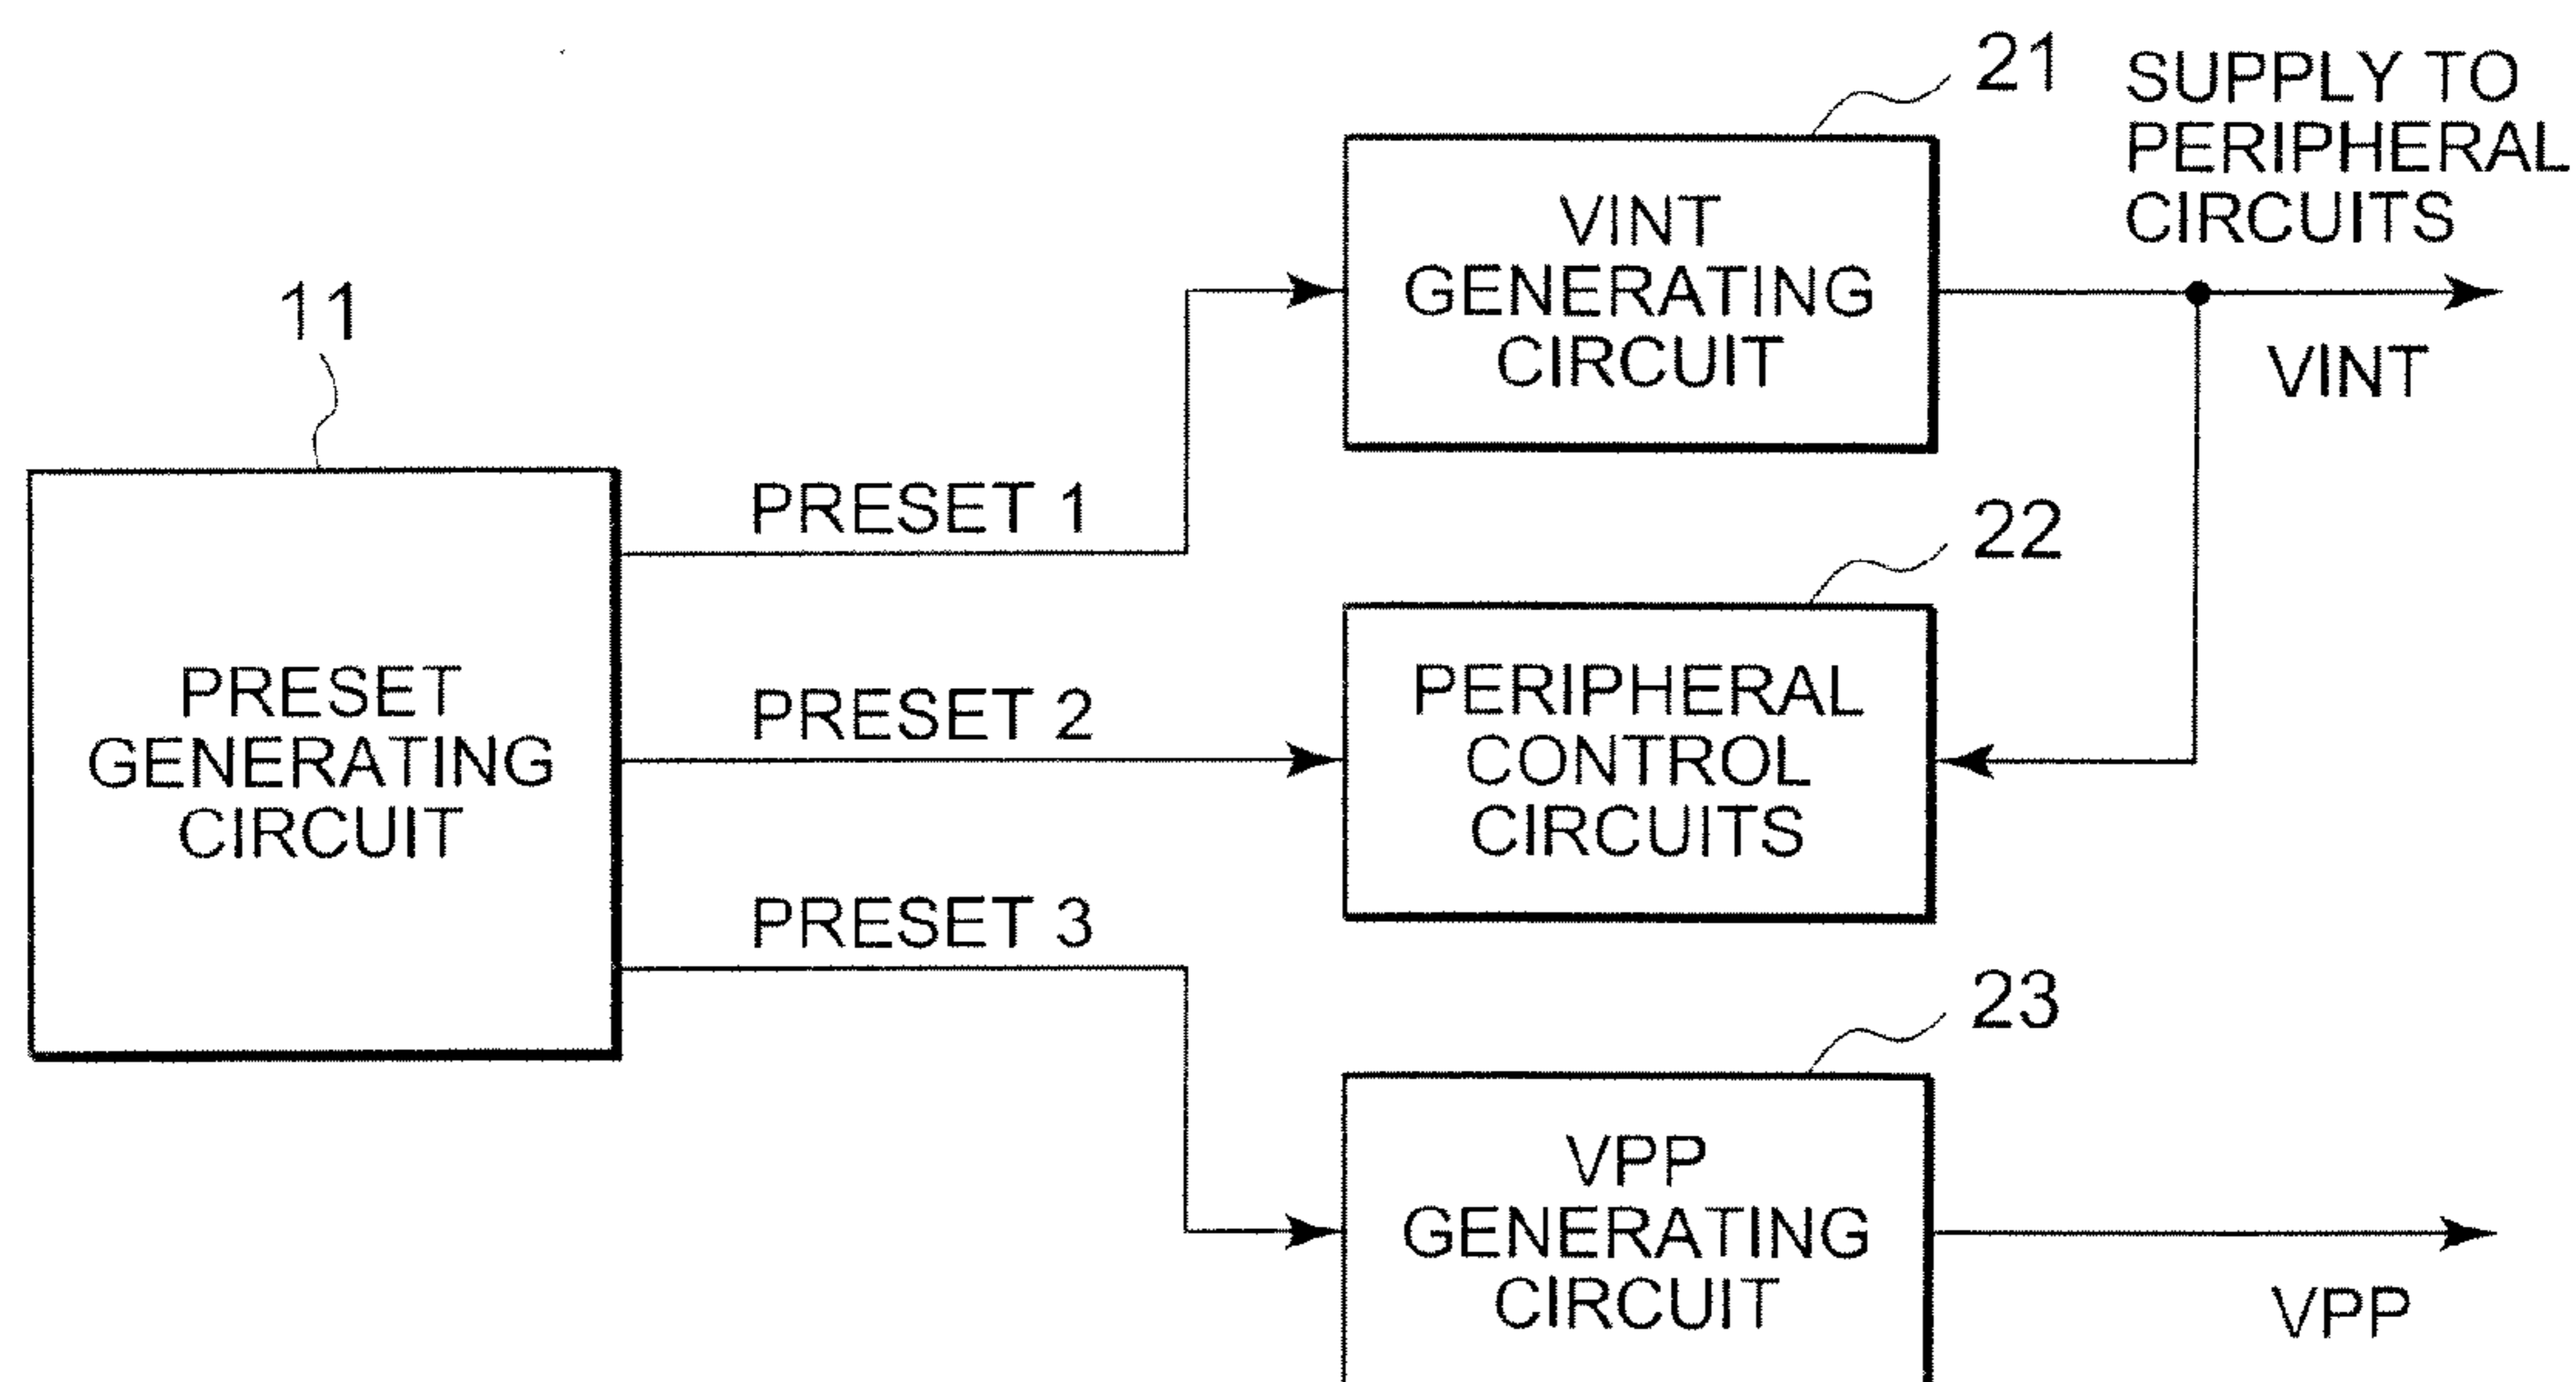 21
SUPPLY TO
PERIPHERAL
CIRCUITS
VINT
GENERATING
CIRCUIT
VINT
11
PRESET 1
22
PRESET
GENERATING
CIRCUIT
PRESET 2
PERIPHERAL
CONTROL
CIRCUITS
PRESET 3
23
VPP
GENERATING
CIRCUIT
VPP